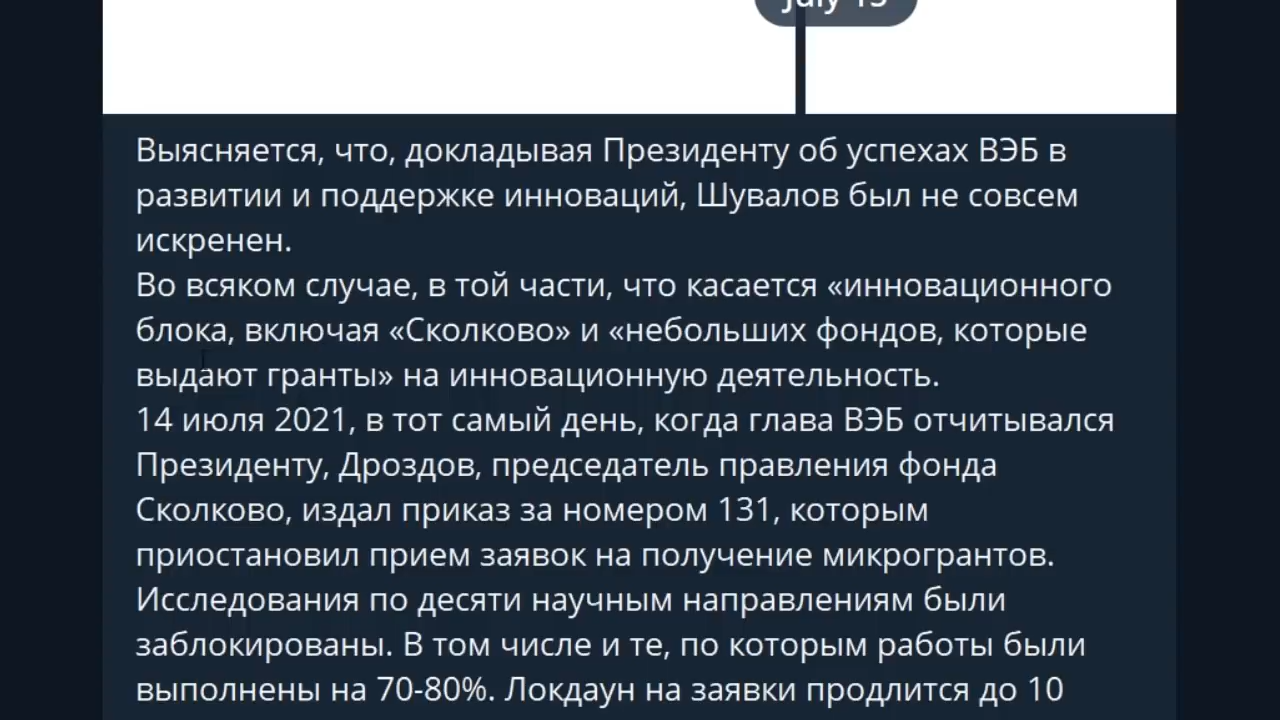 July 15
Выясняется, что, докладывая Президенту об успехах ВЭБ в
развитии и поддержке инноваций, Шувалов был не совсем
искренен.
Во всяком случае, в той части, что касается «инновационного
блока, включая «Сколково» и «небольших фондов, которые
выдают гранты» на инновационную деятельность.
14 июля 2021, в тот самый день, когда глава ВЭБ отчитывался
Президенту, Дроздов, председатель правления фонда
Сколково, издал приказ за номером 131, которым
приостановил прием заявок на получение микрогрантов.
Исследования по десяти научным направлениям были
заблокированы. В том числе и те, по которым работы были
выполнены на 70-80%. Локдаун на заявки продлится до 10